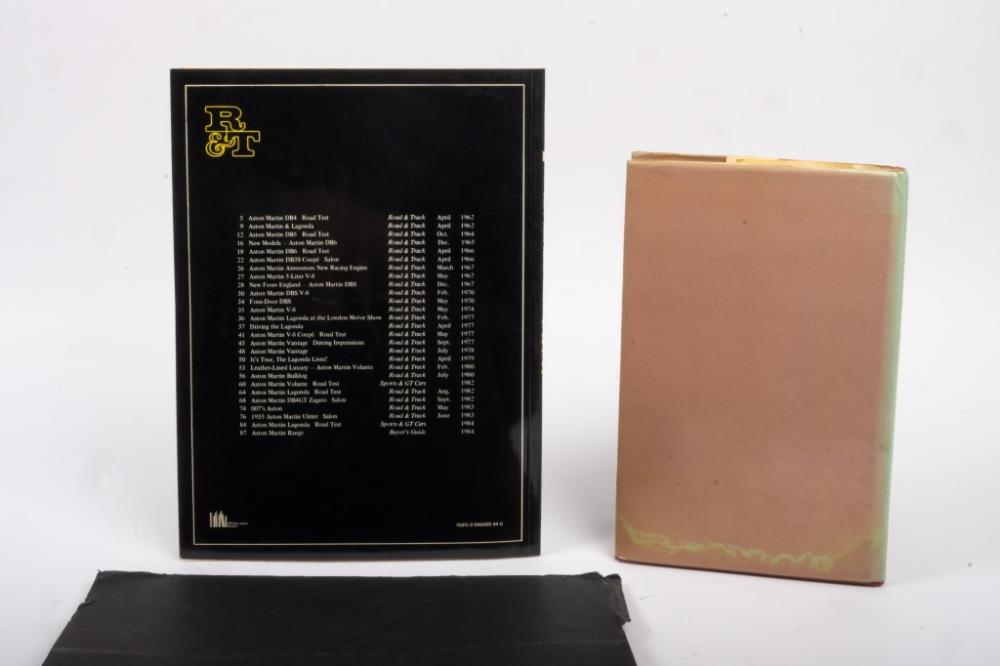 R
&T
5 Aston Martin DB4 Road Test Road & Track April 1962
9 Aston Martin & Lagonda Road & Track April 1962
12 Aston Martin DB5 Road Test Road & Track Oct. 1964
16 New Models – Aston Martin DB6 Road & Track Dec. 1965
18 Aston Martin DB6 Road Test Road & Track April 1966
22 Aston Martin DB3S Coupé Salon Road & Track April 1966
26 Aston Martin Announces New Racing Engine Road & Track March 1967
27 Aston Martin 5-Liter V-8 Road & Track May 1967
28 New From England – Aston Martin DBS Road & Track Dec. 1967
30 Aston Martin DBS V-8 Road & Track Feb. 1970
34 Four-Door DBS Road & Track May 1970
35 Aston Martin V-8 Road & Track May 1974
36 Aston Martin Lagonda at the London Motor Show Road & Track Feb. 1977
37 Driving the Lagonda Road & Track April 1977
41 Aston Martin V-8 Coupé Road Test Road & Track May 1977
45 Aston Martin Vantage Driving Impressions Road & Track Sept. 1977
48 Aston Martin Vantage Road & Track July 1978
50 It's True, The Lagonda Lives! Road & Track April 1979
53 Leather-Lined Luxury – Aston Martin Volante Road & Track Feb. 1980
56 Aston Martin Bulldog Road & Track July 1980
60 Aston Martin Volante Road Test Sports & GT Cars 1982
64 Aston Martin Lagonda Road Test Road & Track Aug. 1982
68 Aston Martin DB4GT Zagato Salon Road & Track Sept. 1982
74 007's Aston Road & Track May 1983
76 1935 Aston Martin Ulster Salon Road & Track June 1983
84 Aston Martin Lagonda Road Test Sports & GT Cars 1984
87 Aston Martin Range Buyer's Guide 1984
ISBN 0